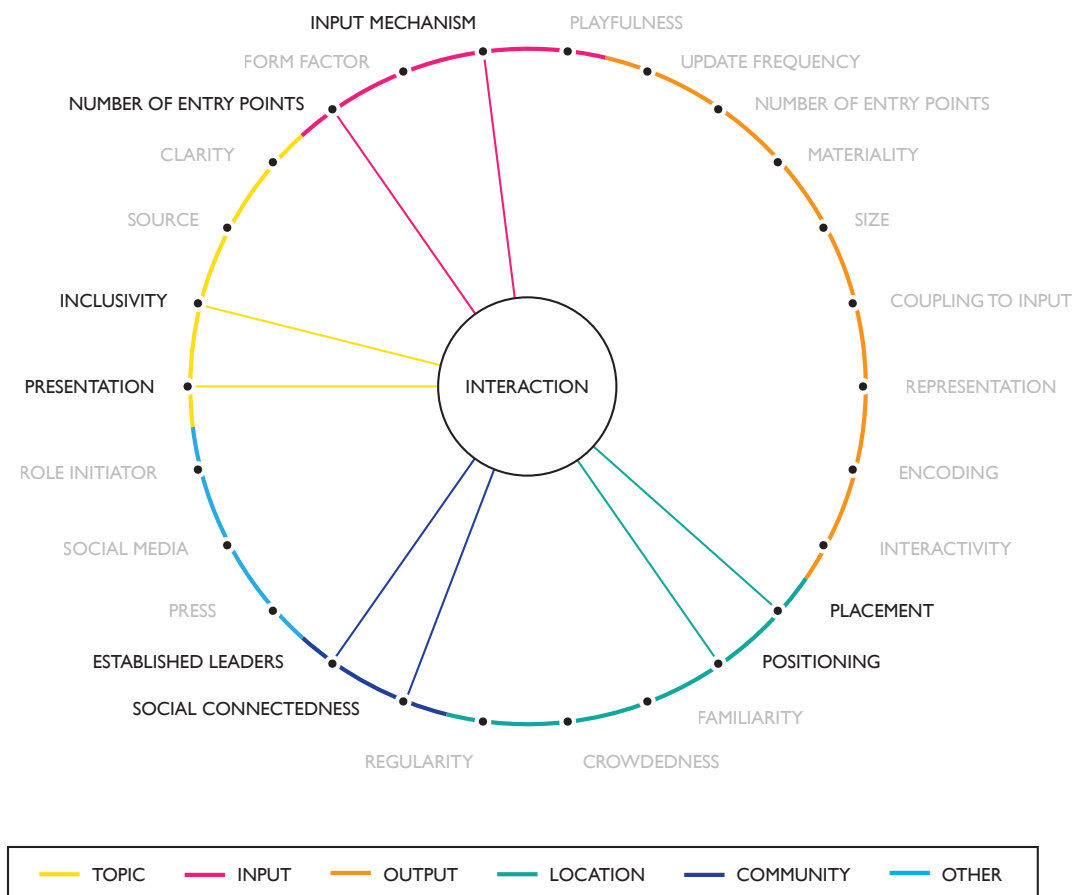 INPUT MECHANISM
PLAYFULNESS
FORM FACTOR
UPDATE FREQUENCY
NUMBER OF ENTRY POINTS
NUMBER OF ENTRY POINTS
CLARITY
MATERIALITY
SOURCE
SIZE
INCLUSIVITY
COUPLING TO INPUT
PRESENTATION
INTERACTION
REPRESENTATION
ROLE INITIATOR
ENCODING
SOCIAL MEDIA
INTERACTIVITY
PRESS
PLACEMENT
ESTABLISHED LEADERS
POSITIONING
SOCIAL CONNECTEDNESS
FAMILIARITY
REGULARITY
CROWDEDNESS
TOPIC INPUT OUTPUT LOCATION COMMUNITY OTHER